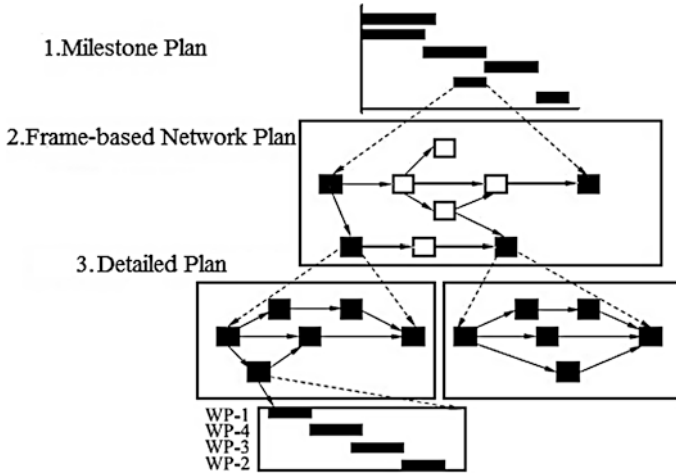 1.Milestone Plan
2.Frame-based Network Plan
3.Detailed Plan
WP-1
WP-4
WP-3
WP-2